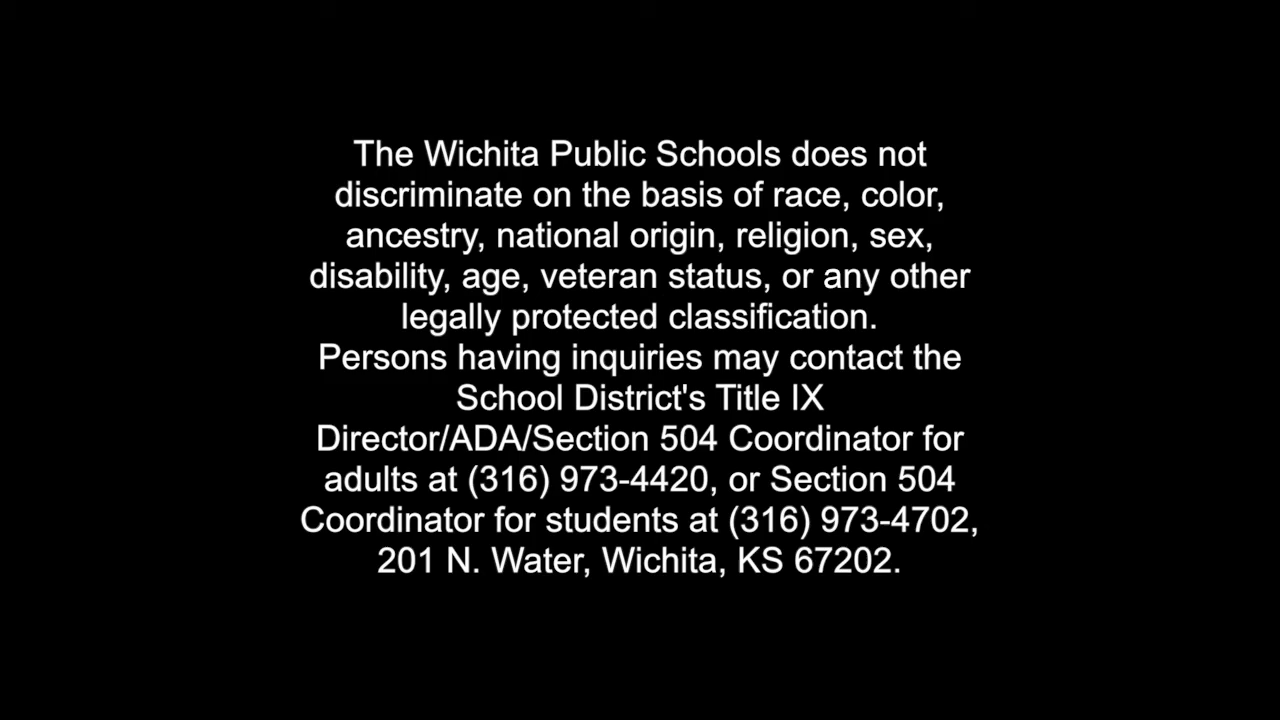 The Wichita Public Schools does not
discriminate on the basis of race, color,
ancestry, national origin, religion, sex,
disability, age, veteran status, or any other
legally protected classification.
Persons having inquiries may contact the
School District's Title IX
Director/ADA/Section 504 Coordinator for
adults at (316) 973-4420, or Section 504
Coordinator for students at (316) 973-4702,
201 N. Water, Wichita, KS 67202.